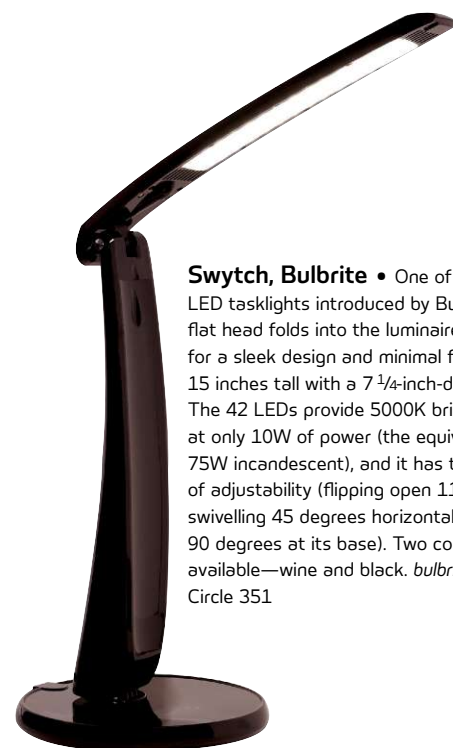 Swytch, Bulbrite • One of
LED tasklights introduced by
flat head folds into the luminaire
for a sleek design and minimal
15 inches tall with a 7 1/4-inch-
The 42 LEDs provide 5000K
at only 10W of power (the
75W incandescent), and it has
of adjustability (flipping open
swivelling 45 degrees
90 degrees at its base). Two
available—wine and black.
Circle 351